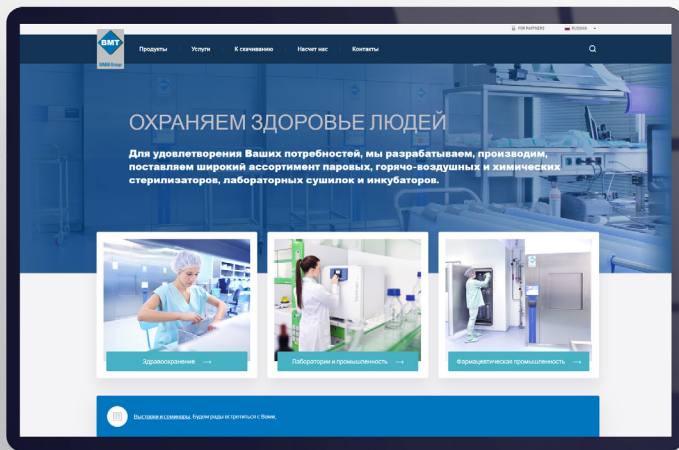 FOR PARTNERS RUSSIAN
BMT
MMM Group
Продукты Услуги К скачиванию Насчет нас Контакты
ОХРАНЯЕМ ЗДОРОВЬЕ ЛЮДЕЙ
Для удовлетворения Ваших потребностей, мы разрабатываем, производим,
поставляем широкий ассортимент паровых, горячо-воздушных и химических
стерилизаторов, лабораторных сушилок и инкубаторов.
Здравоохранение →
Лаборатории и промышленность →
Фармацевтическая промышленность →
Выставки и семинары. Будем рады встретиться с Вами.